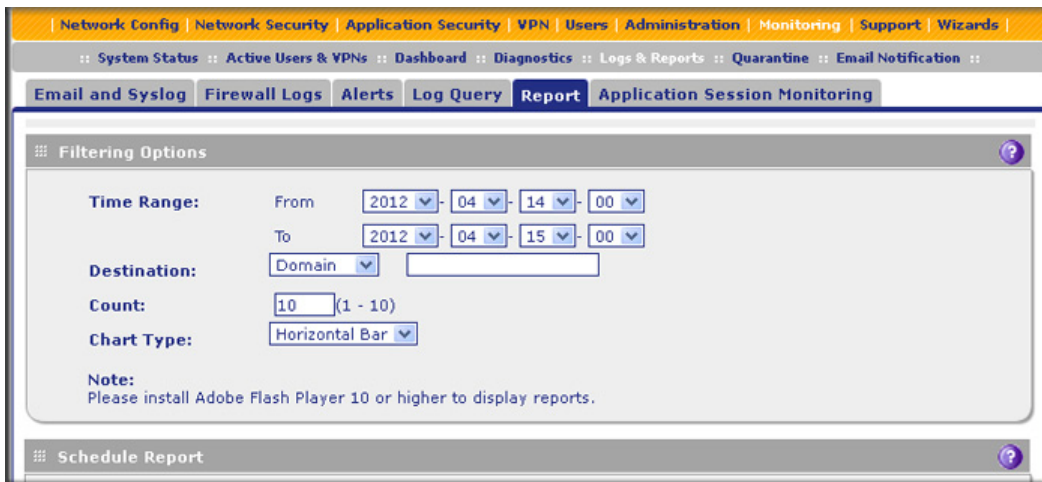 | Network Config | Network Security | Application Security | VPN | Users | Administration | Monitoring | Support | Wizards |
:: System Status :: Active Users & VPNs :: Dashboard :: Diagnostics :: Logs & Reports :: Quarantine :: Email Notification ::
Email and Syslog Firewall Logs Alerts Log Query Report Application Session Monitoring
Filtering Options ?
Time Range: From 2012 - 04 - 14 - 00
To 2012 - 04 - 15 - 00
Destination: Domain
Count: 10 (1 - 10)
Chart Type: Horizontal Bar
Note:
Please install Adobe Flash Player 10 or higher to display reports.
Schedule Report ?